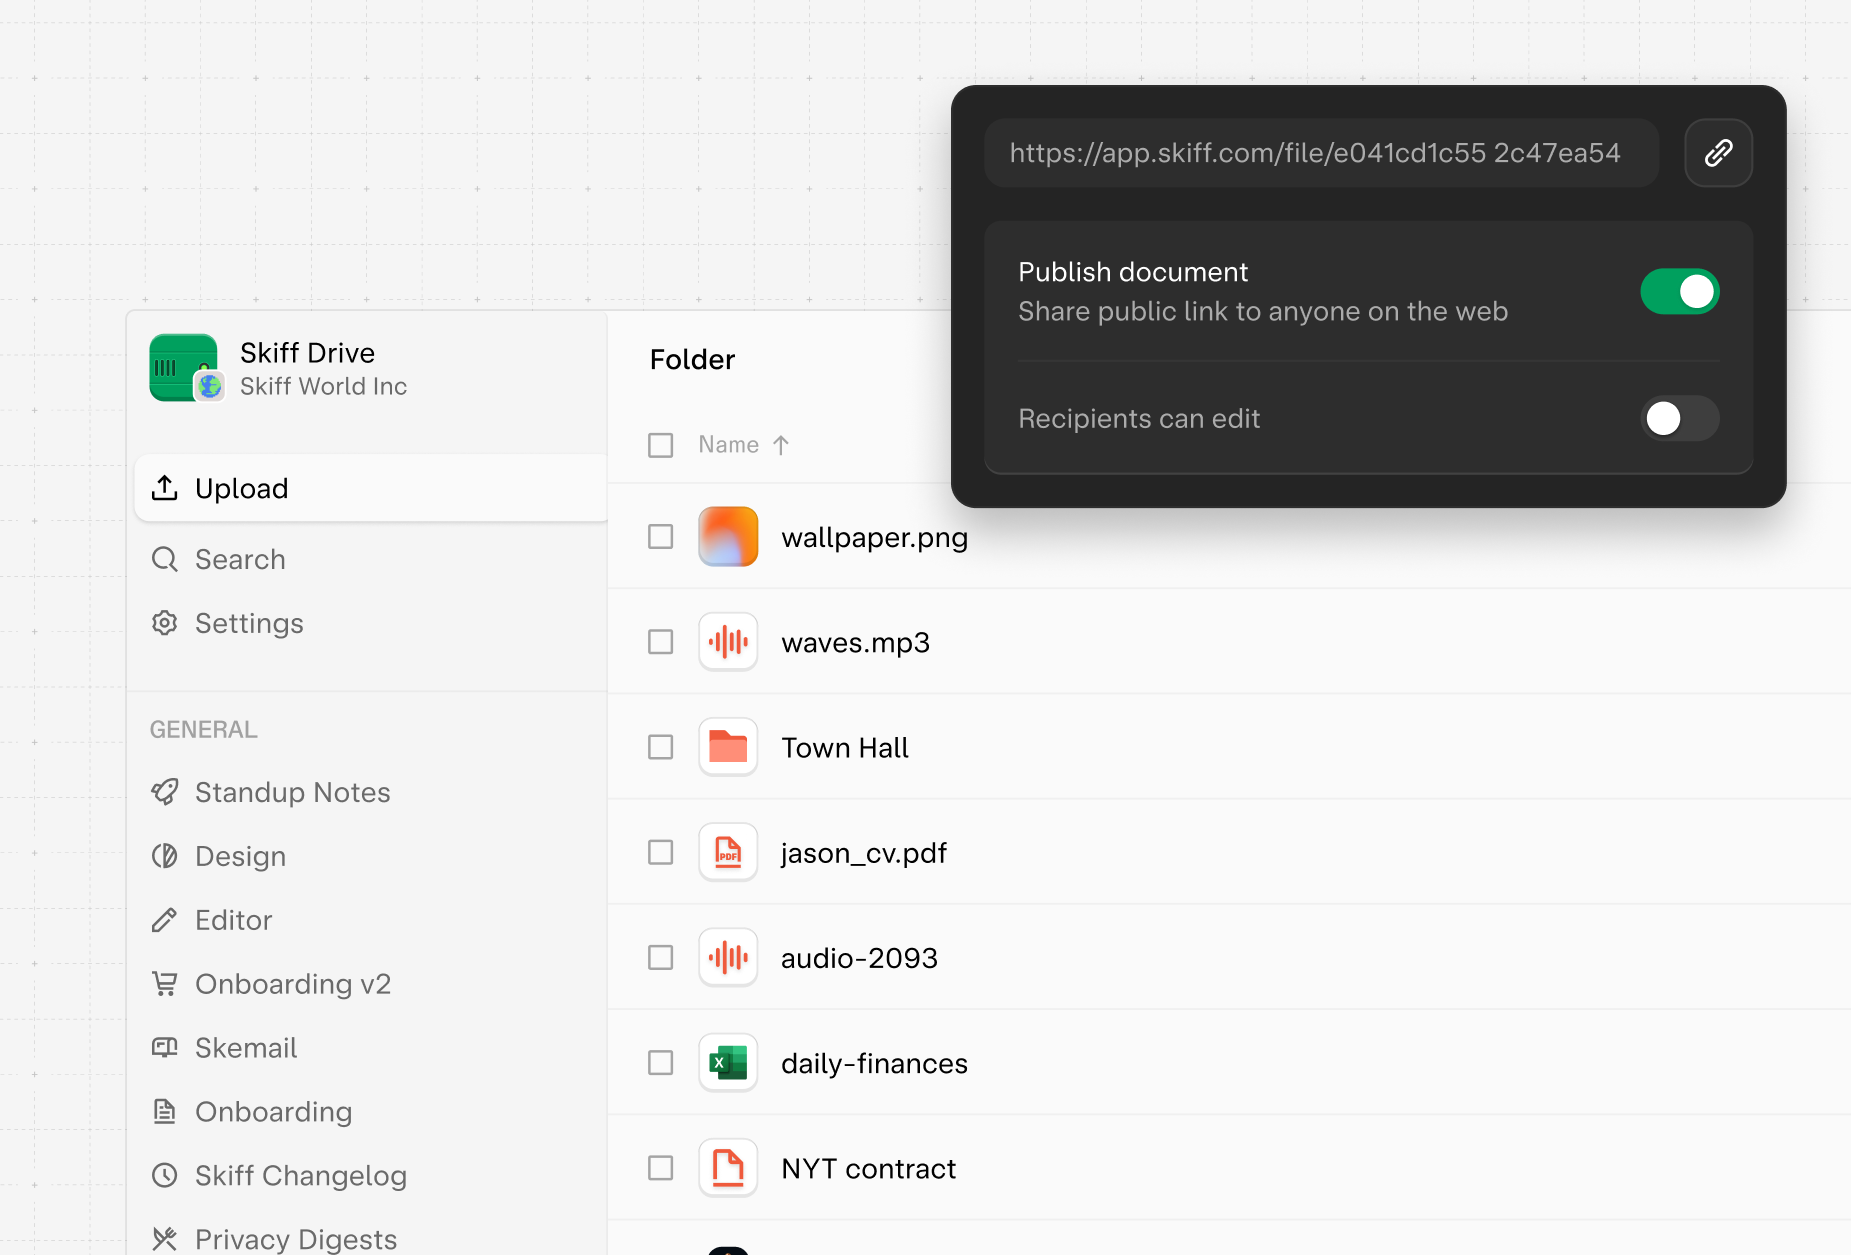 https://app.skiff.com/file/e041cd1c55 2c47ea54
Publish document
Share public link to anyone on the web
Recipients can edit
Skiff Drive
Skiff World Inc
Upload
Search
Settings
GENERAL
Standup Notes
Design
Editor
Onboarding v2
Skemail
Onboarding
Skiff Changelog
Privacy Digests
Folder
Name
wallpaper.png
waves.mp3
Town Hall
PDF
jason_cv.pdf
audio-2093
X
daily-finances
NYT contract